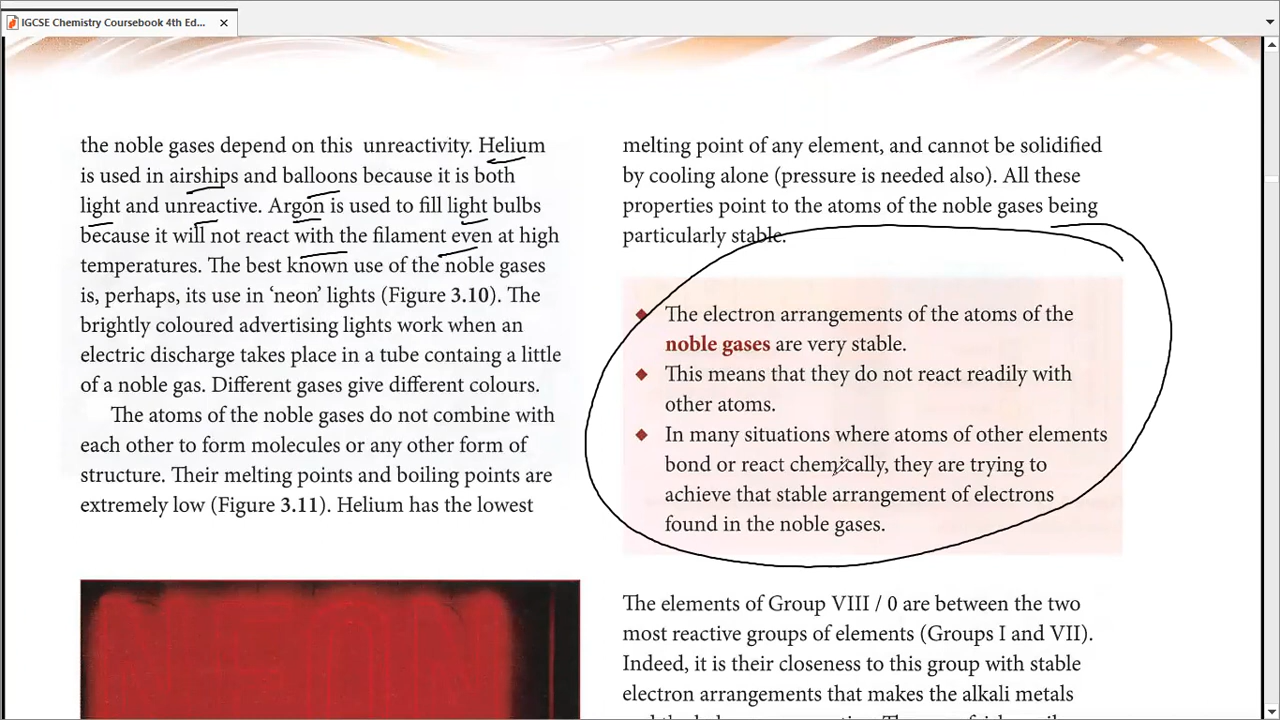 IGCSE Chemistry Coursebook 4th Ed...
the noble gases depend on this unreactivity. Helium
is used in airships and balloons because it is both
light and unreactive. Argon is used to fill light bulbs
because it will not react with the filament even at high
temperatures. The best known use of the noble gases
is, perhaps, its use in ‘neon’ lights (Figure 3.10). The
brightly coloured advertising lights work when an
electric discharge takes place in a tube containg a little
of a noble gas. Different gases give different colours.
The atoms of the noble gases do not combine with
each other to form molecules or any other form of
structure. Their melting points and boiling points are
extremely low (Figure 3.11). Helium has the lowest
melting point of any element, and cannot be solidified
by cooling alone (pressure is needed also). All these
properties point to the atoms of the noble gases being
particularly stable.
◆ The electron arrangements of the atoms of the
noble gases are very stable.
◆ This means that they do not react readily with
other atoms.
◆ In many situations where atoms of other elements
bond or react chemically, they are trying to
achieve that stable arrangement of electrons
found in the noble gases.
The elements of Group VIII / 0 are between the two
most reactive groups of elements (Groups I and VII).
Indeed, it is their closeness to this group with stable
electron arrangements that makes the alkali metals